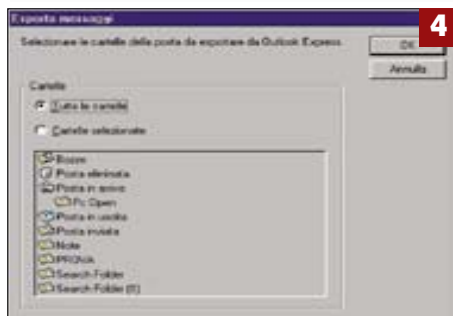 Esporta messaggi
4
Selezionare le cartelle della posta da esportare da Outlook Express.
OK
Annulla
Cartelle
Tutte le cartelle
Cartelle selezionate
Bozze
Posta eliminata
Posta in arrivo
Pc Open
Posta in uscita
Posta inviata
Note
PROVA
Search Folder
Search Folder (1)